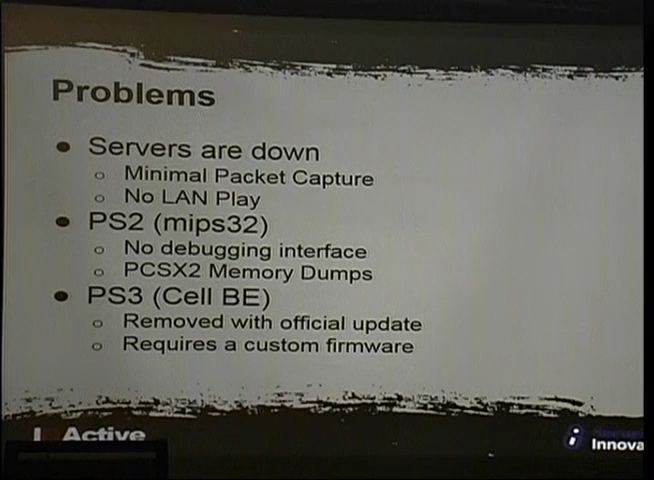 Problems
● Servers are down
○ Minimal Packet Capture
○ No LAN Play
● PS2 (mips32)
○ No debugging interface
○ PCSX2 Memory Dumps
● PS3 (Cell BE)
○ Removed with official update
○ Requires a custom firmware
Active
Innova